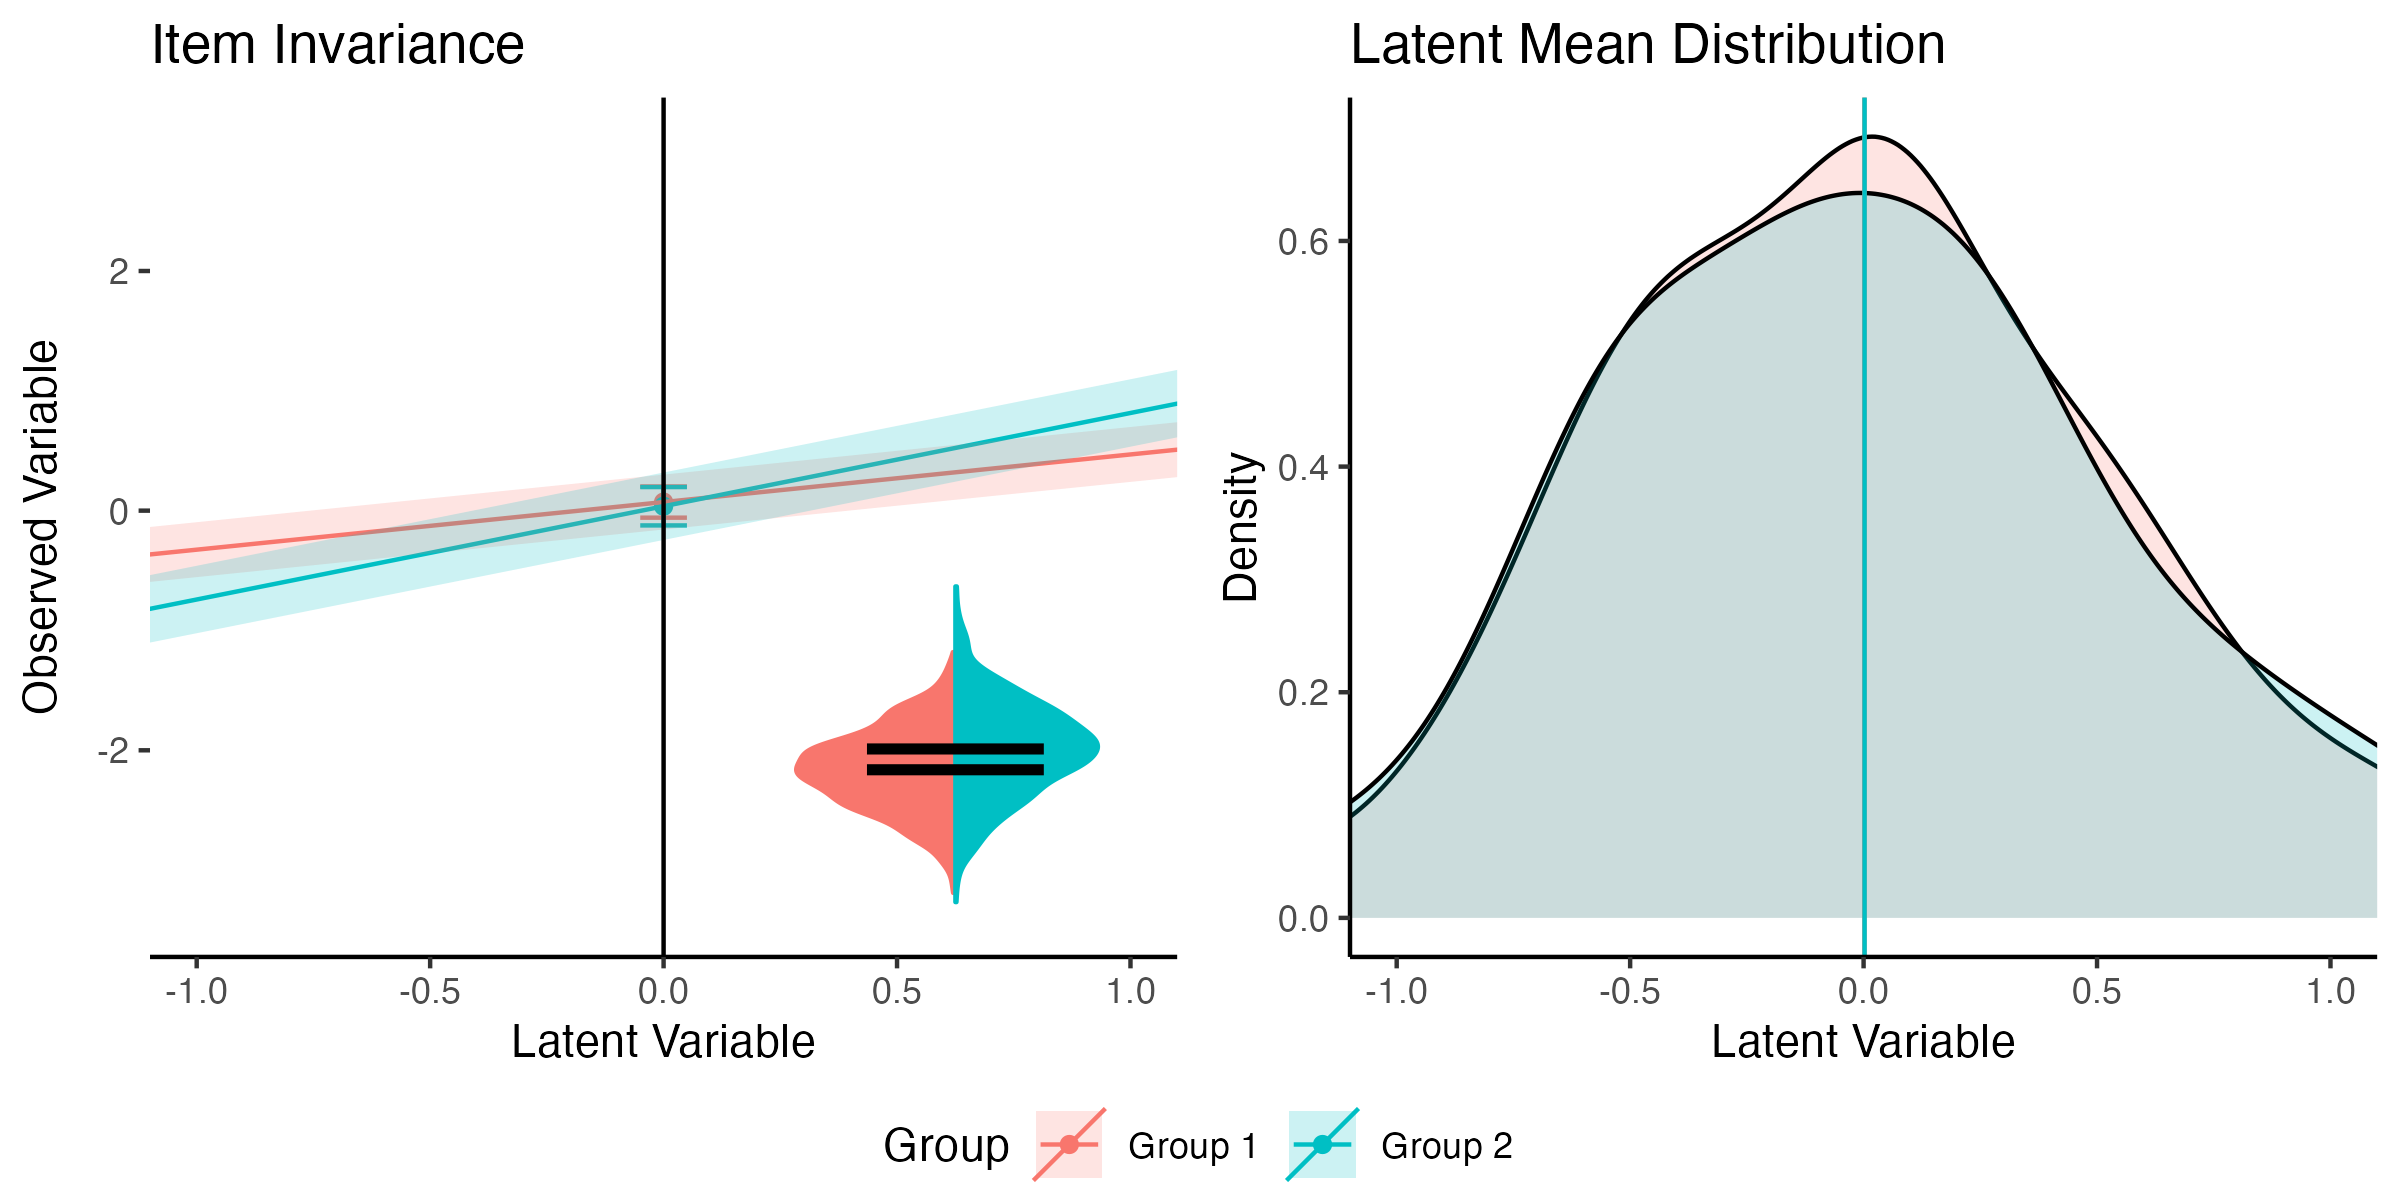 Item Invariance
Observed Variable
2
0
-2
-1.0 -0.5 0.0 0.5 1.0
Latent Variable
Latent Mean Distribution
Density
0.6
0.4
0.2
0.0
-1.0 -0.5 0.0 0.5 1.0
Latent Variable
Group Group 1 Group 2